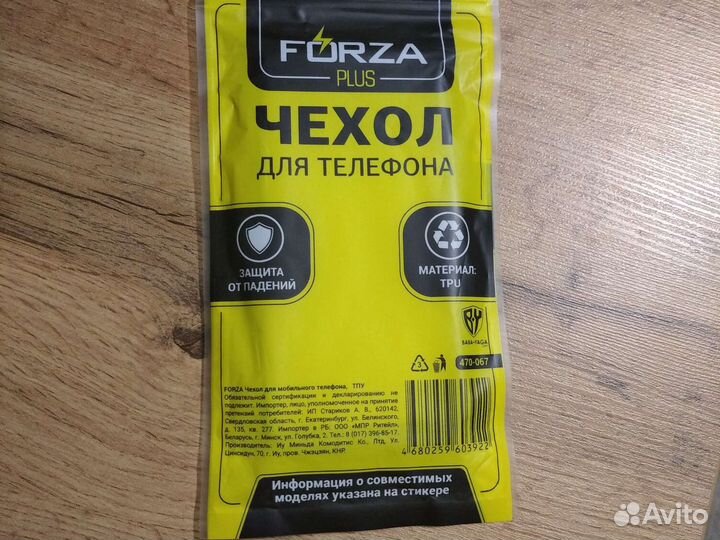 FORZA
PLUS
ЧЕХОЛ
ДЛЯ ТЕЛЕФОНА
ЗАЩИТА
ОТ ПАДЕНИЙ
МАТЕРИАЛ:
TPU
B Y
BABA-YAGA
3
470-067
FORZA Чехол для мобильного телефона, ТПУ
Обязательной сертификации и декларированию не
подлежит. Импортер, лицо, уполномоченное на принятие
претензий потребителей: ИП Стариков А. В., 620142,
Свердловская область, г. Екатеринбург, ул. Белинского,
д. 135, кв. 277. Импортер в РБ: ООО «МПР Ритейл»,
Беларусь, г. Минск, ул. Голубка, 2. Тел.: 8 (017) 396-85-17.
Производитель: Иу Миньда Комодитис Ко., Лтд, Ул.
Цинсидун, 70, г. Иу, пров. Чжэцзян, КНР.
4 680259 603922
Информация о совместимых
моделях указана на стикере
Avito